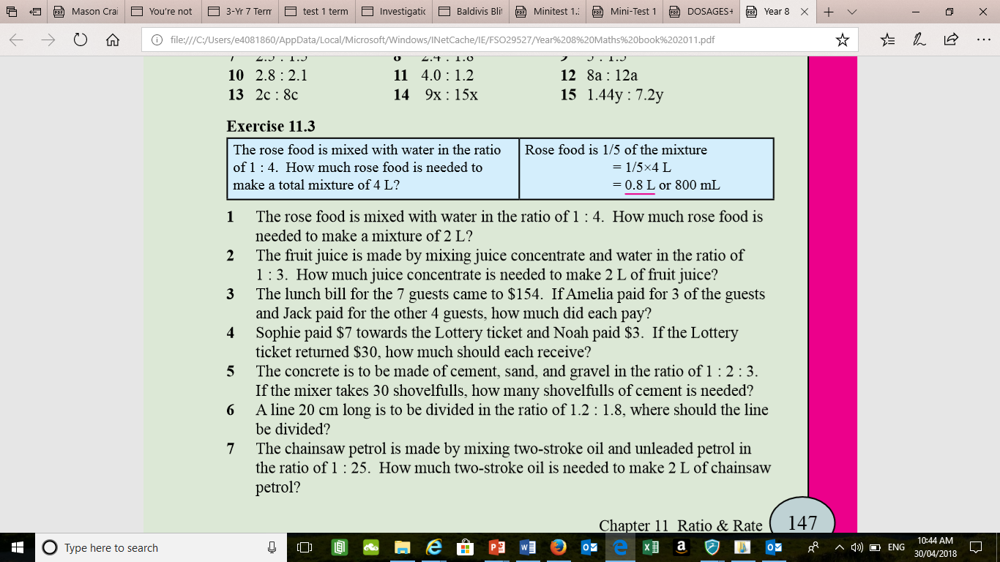 Mason Crai
You're not
3-Yr 7 Term
test 1 term
Investigatic
Baldivis Blit
Minitest 1.:
Mini-Test 1
DOSAGES+
Year 8
file:///C:/Users/e4081860/AppData/Local/Microsoft/Windows/INetCache/IE/FSO29527/Year%208%20Maths%20book%202011.pdf
7 2.5 : 1.5 8 2.4 : 1.8 9 5 : 1.5
10 2.8 : 2.1 11 4.0 : 1.2 12 8a : 12a
13 2c : 8c 14 9x : 15x 15 1.44y : 7.2y
Exercise 11.3
The rose food is mixed with water in the ratio
of 1 : 4. How much rose food is needed to
make a total mixture of 4 L?
Rose food is 1/5 of the mixture
= 1/5×4 L
= 0.8 L or 800 mL
1 The rose food is mixed with water in the ratio of 1 : 4. How much rose food is
needed to make a mixture of 2 L?
2 The fruit juice is made by mixing juice concentrate and water in the ratio of
1 : 3. How much juice concentrate is needed to make 2 L of fruit juice?
3 The lunch bill for the 7 guests came to $154. If Amelia paid for 3 of the guests
and Jack paid for the other 4 guests, how much did each pay?
4 Sophie paid $7 towards the Lottery ticket and Noah paid $3. If the Lottery
ticket returned $30, how much should each receive?
5 The concrete is to be made of cement, sand, and gravel in the ratio of 1 : 2 : 3.
If the mixer takes 30 shovelfulls, how many shovelfulls of cement is needed?
6 A line 20 cm long is to be divided in the ratio of 1.2 : 1.8, where should the line
be divided?
7 The chainsaw petrol is made by mixing two-stroke oil and unleaded petrol in
the ratio of 1 : 25. How much two-stroke oil is needed to make 2 L of chainsaw
petrol?
Chapter 11 Ratio & Rate 147
Type here to search
ENG
10:44 AM
30/04/2018